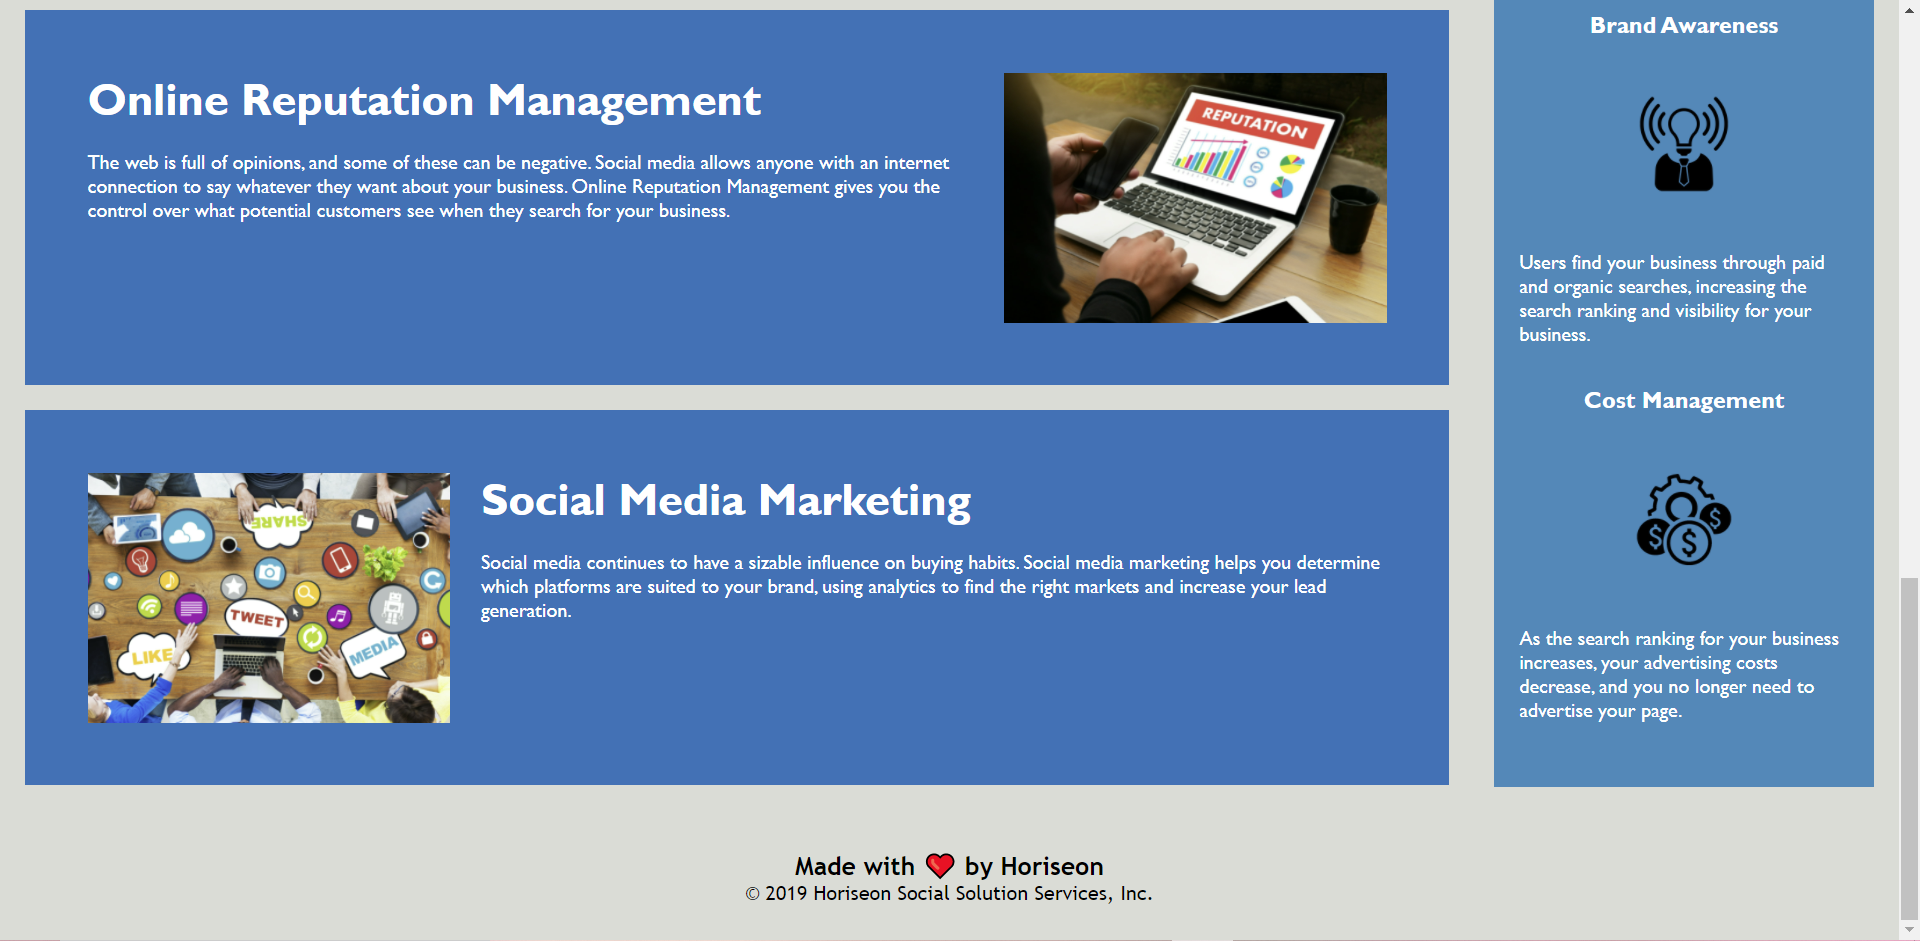 Online Reputation Management
The web is full of opinions, and some of these can be negative. Social media allows anyone with an internet
connection to say whatever they want about your business. Online Reputation Management gives you the
control over what potential customers see when they search for your business.
REPUTATION
Social Media Marketing
Social media continues to have a sizable influence on buying habits. Social media marketing helps you determine
which platforms are suited to your brand, using analytics to find the right markets and increase your lead
generation.
SHARE
TWEET
LIKE
MEDIA
Brand Awareness
Users find your business through paid
and organic searches, increasing the
search ranking and visibility for your
business.
Cost Management
$
$
$
As the search ranking for your business
increases, your advertising costs
decrease, and you no longer need to
advertise your page.
Made with ❤️ by Horiseon
© 2019 Horiseon Social Solution Services, Inc.